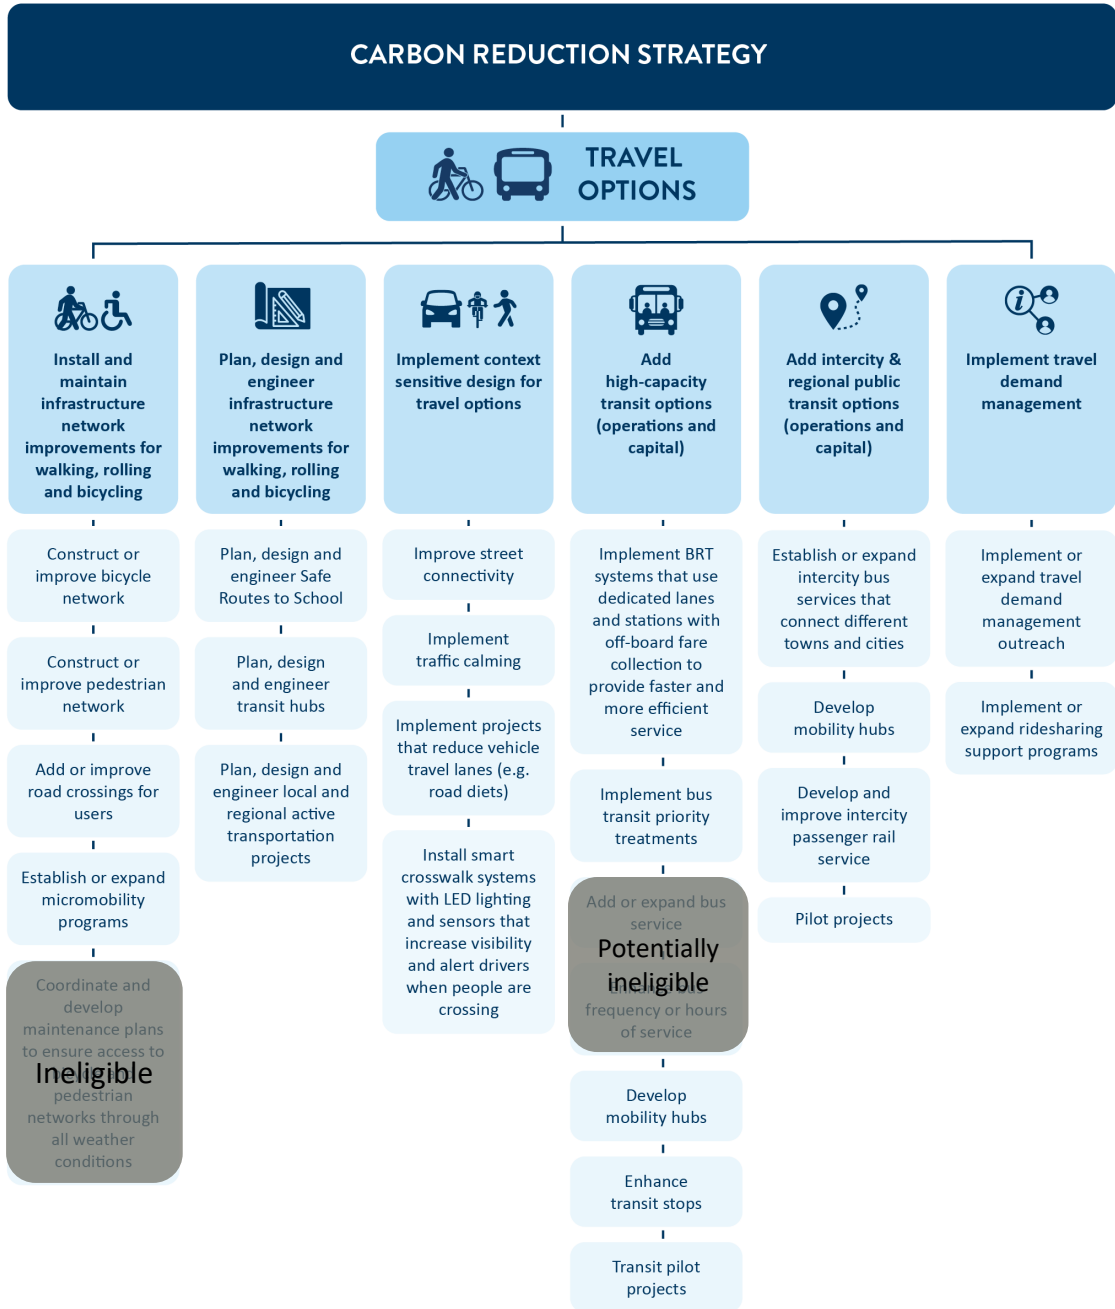 CARBON REDUCTION STRATEGY
TRAVEL
OPTIONS
Install and
maintain
infrastructure
network
improvements for
walking, rolling
and bicycling
Construct or
improve bicycle
network
Construct or
improve pedestrian
network
Add or improve
road crossings for
users
Establish or expand
micromobility
programs
Coordinate and
develop
maintenance plans
to ensure access to
Ineligible
pedestrian
networks through
all weather
conditions
Plan, design and
engineer
infrastructure
network
improvements for
walking, rolling
and bicycling
Plan, design and
engineer Safe
Routes to School
Plan, design
and engineer
transit hubs
Plan, design and
engineer local and
regional active
transportation
projects
Implement context
sensitive design for
travel options
Improve street
connectivity
Implement
traffic calming
Implement projects
that reduce vehicle
travel lanes (e.g.
road diets)
Install smart
crosswalk systems
with LED lighting
and sensors that
increase visibility
and alert drivers
when people are
crossing
Add
high-capacity
transit options
(operations and
capital)
Implement BRT
systems that use
dedicated lanes
and stations with
off-board fare
collection to
provide faster and
more efficient
service
Implement bus
transit priority
treatments
Add or expand bus
service
Potentially
ineligible
frequency or hours
of service
Develop
mobility hubs
Enhance
transit stops
Transit pilot
projects
Add intercity &
regional public
transit options
(operations and
capital)
Establish or expand
intercity bus
services that
connect different
towns and cities
Develop
mobility hubs
Develop and
improve intercity
passenger rail
service
Pilot projects
Implement travel
demand
management
Implement or
expand travel
demand
management
outreach
Implement or
expand ridesharing
support programs